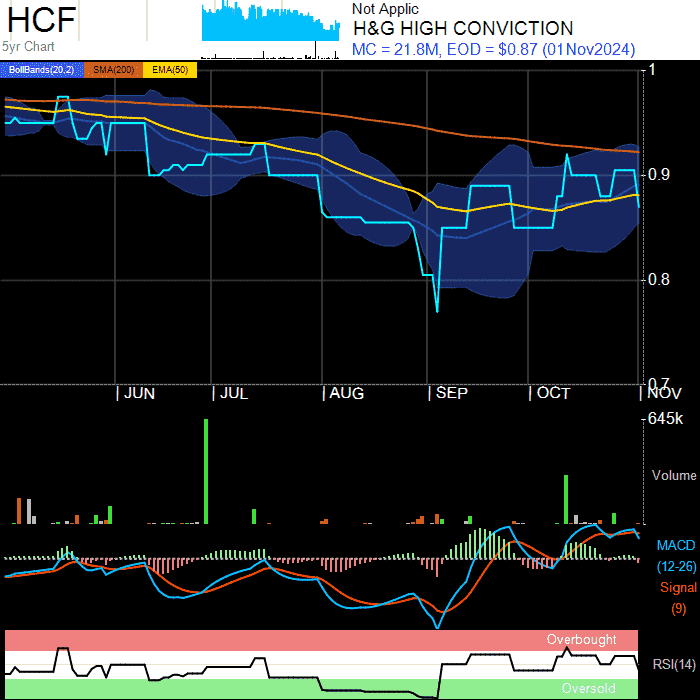 HCF
5yr Chart
Not Applic
H&G HIGH CONVICTION
MC = 21.8M, EOD = $0.87 (01Nov2024)
BollBands(20,2) SMA(200) EMA(50)
1
0.9
0.8
0.7
JUN JUL AUG SEP OCT NOV
645k
Volume
MACD
(12-26)
Signal
(9)
Overbought
RSI(14)
Oversold